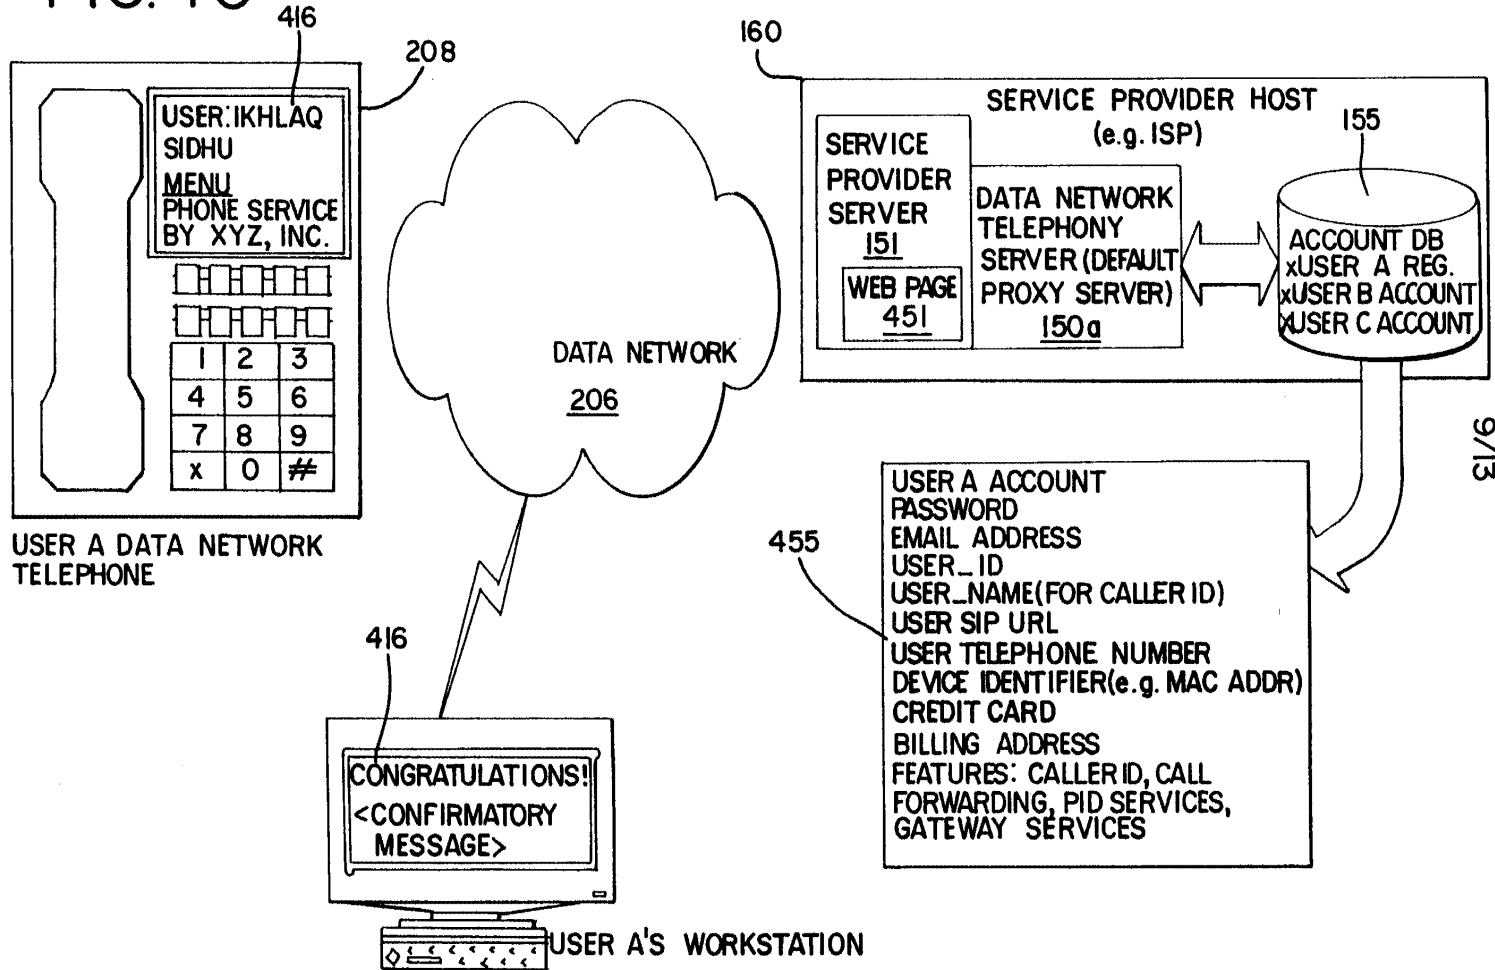 416
208
USER:IKHLAQ
SIDHU
MENU
PHONE SERVICE
BY XYZ, INC.
1 2 3
4 5 6
7 8 9
x 0 #
USER A DATA NETWORK
TELEPHONE
DATA NETWORK
206
160
SERVICE PROVIDER HOST
(e.g. ISP)
155
SERVICE
PROVIDER
SERVER
151
WEB PAGE
451
DATA NETWORK
TELEPHONY
SERVER (DEFAULT
PROXY SERVER)
150a
ACCOUNT DB
xUSER A REG.
xUSER B ACCOUNT
xUSER C ACCOUNT
9/13
455
USER A ACCOUNT
PASSWORD
EMAIL ADDRESS
USER_ID
USER_NAME(FOR CALLER ID)
USER SIP URL
USER TELEPHONE NUMBER
DEVICE IDENTIFIER(e.g. MAC ADDR)
CREDIT CARD
BILLING ADDRESS
FEATURES: CALLER ID, CALL
FORWARDING, PID SERVICES,
GATEWAY SERVICES
416
CONGRATULATIONS!
<CONFIRMATORY
MESSAGE>
USER A'S WORKSTATION